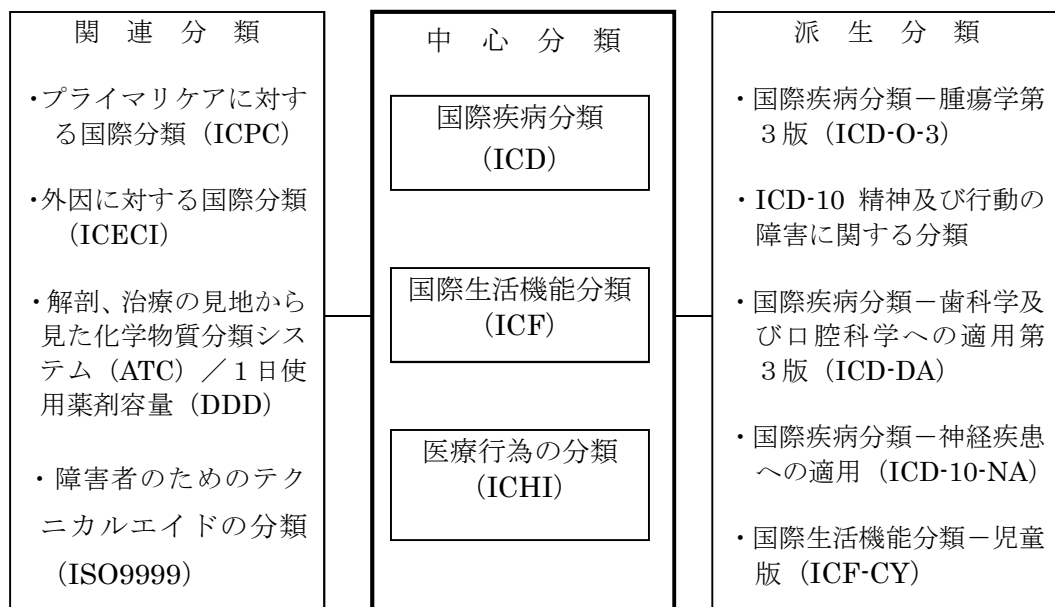 関 連 分 類
・プライマリケアに対す
る国際分類(ICPC)
・外因に対する国際分類
(ICECI)
・解剖、治療の見地から
見た化学物質分類シス
テム(ATC)／１日使
用薬剤容量(DDD)
・障害者のためのテク
ニカルエイドの分類
(ISO9999)
中 心 分 類
国際疾病分類
(ICD)
国際生活機能分類
(ICF)
医療行為の分類
(ICHI)
派 生 分 類
・国際疾病分類－腫瘍学第
３版(ICD-O-3)
・ICD-10 精神及び行動の
障害に関する分類
・国際疾病分類－歯科学及
び口腔科学への適用第
３版(ICD-DA)
・国際疾病分類－神経疾患
への適用(ICD-10-NA)
・国際生活機能分類－児童
版(ICF-CY)